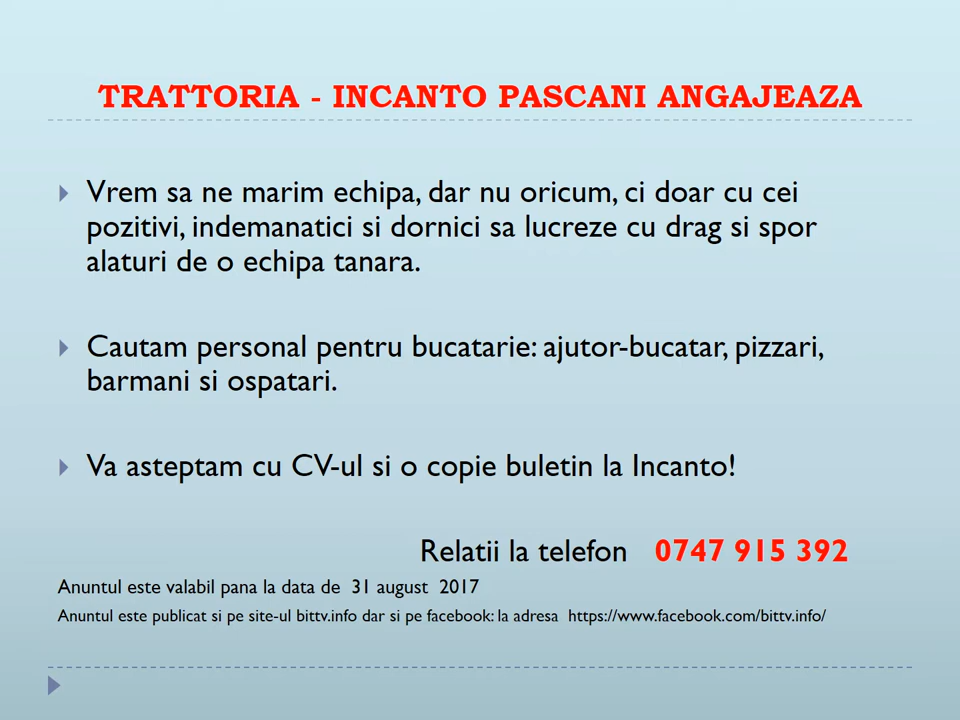 TRATTORIA - INCANTO PASCANI ANGAJEAZA
Vrem sa ne marim echipa, dar nu oricum, ci doar cu cei
pozitivi, indemanatici si dornici sa lucreze cu drag si spor
alaturi de o echipa tanara.
Cautam personal pentru bucatarie: ajutor-bucatar, pizzari,
barmani si ospatari.
Va asteptam cu CV-ul si o copie buletin la Incanto!
Relatii la telefon 0747 915 392
Anuntul este valabil pana la data de 31 august 2017
Anuntul este publicat si pe site-ul bittv.info dar si pe facebook: la adresa https://www.facebook.com/bittv.info/